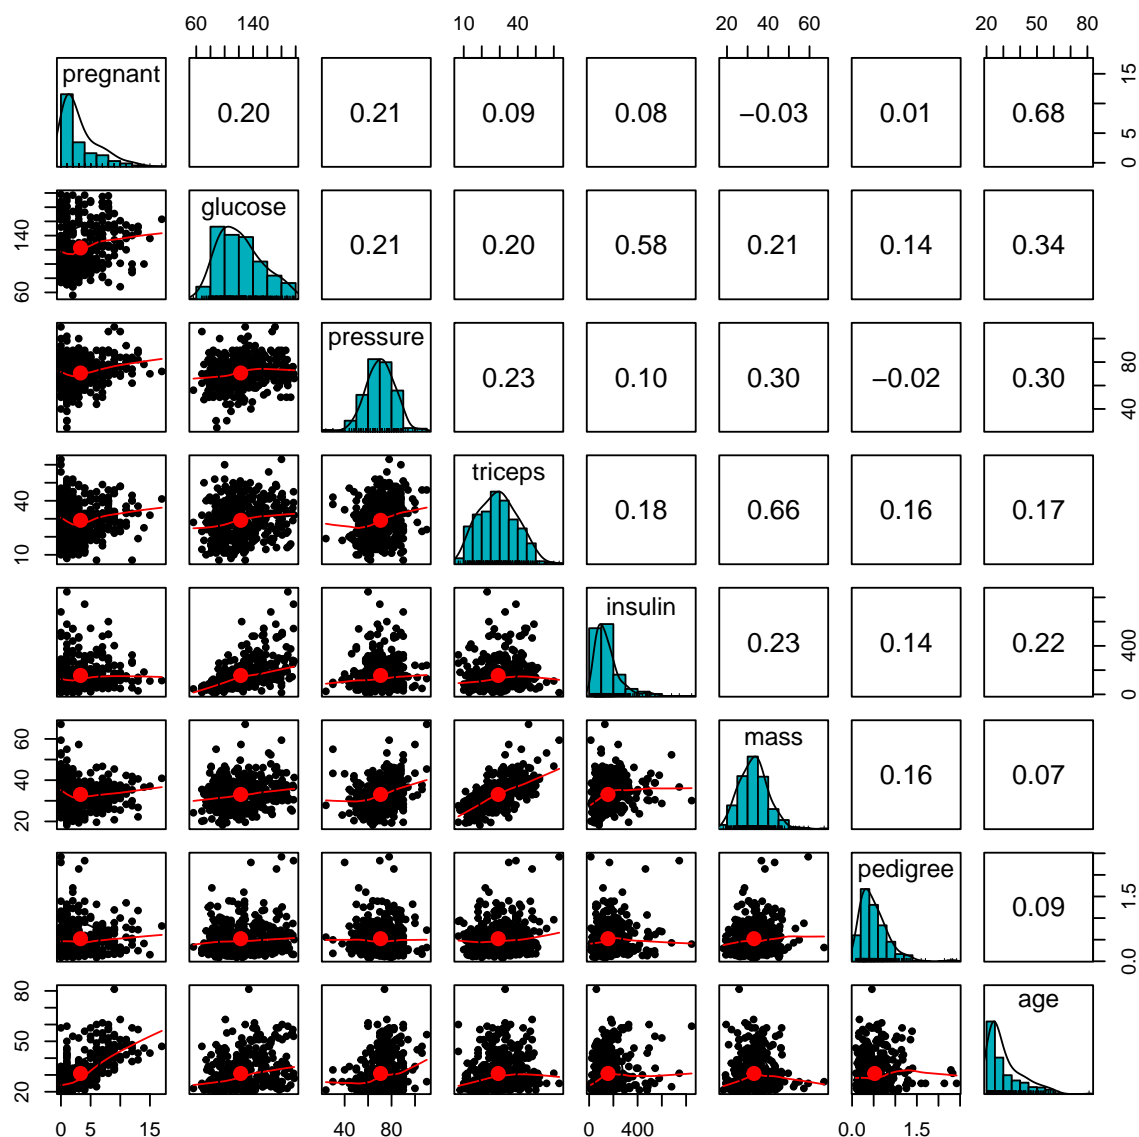 60 140 10 40 20 40 60 20 50 80
pregnant 0.20 0.21 0.09 0.08 −0.03 0.01 0.68 0 5 15
60 140 glucose 0.21 0.20 0.58 0.21 0.14 0.34
pressure 0.23 0.10 0.30 −0.02 0.30 40 80
10 40 triceps 0.18 0.66 0.16 0.17
insulin 0.23 0.14 0.22 0 400
20 40 60 mass 0.16 0.07
pedigree 0.09 0.0 1.5
20 50 80 age
0 5 15 40 80 0 400 0.0 1.5